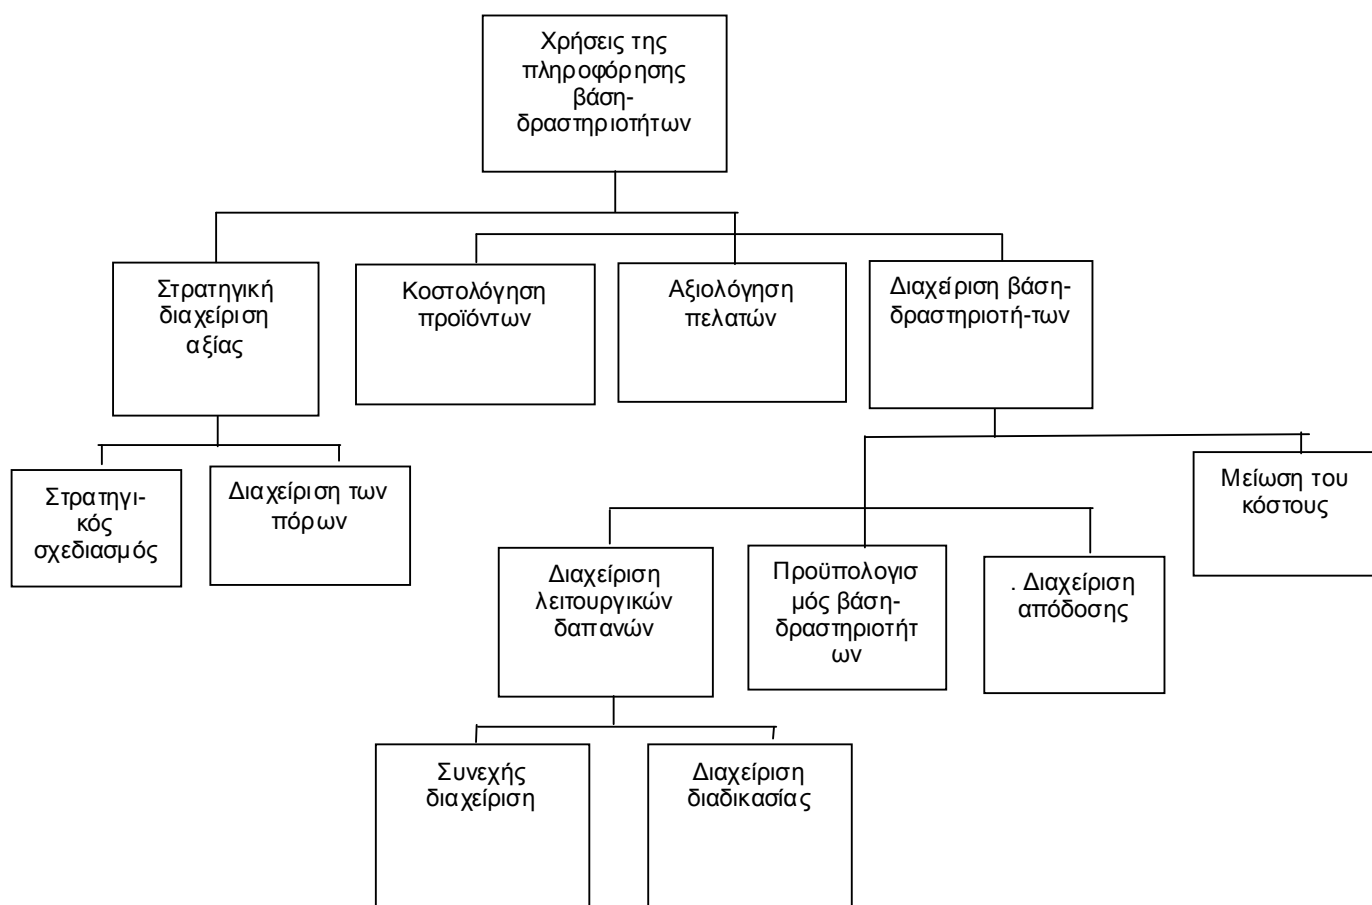 Χρήσεις της
πληροφόρησης
βάση-
δραστηριοτήτων
Στρατηγική
διαχείριση
αξίας
Κοστολόγηση
προϊόντων
Αξιολόγηση
πελατών
Διαχείριση βάση-
δραστηριοτή-των
Στρατηγι-
κός
σχεδιασμός
Διαχείριση των
πόρων
Μείωση του
κόστους
Διαχείριση
λειτουργικών
δαπανών
Προϋπολογισ
μός βάση-
δραστηριοτήτ
ων
. Διαχείριση
απόδοσης
Συνεχής
διαχείριση
Διαχείριση
διαδικασίας